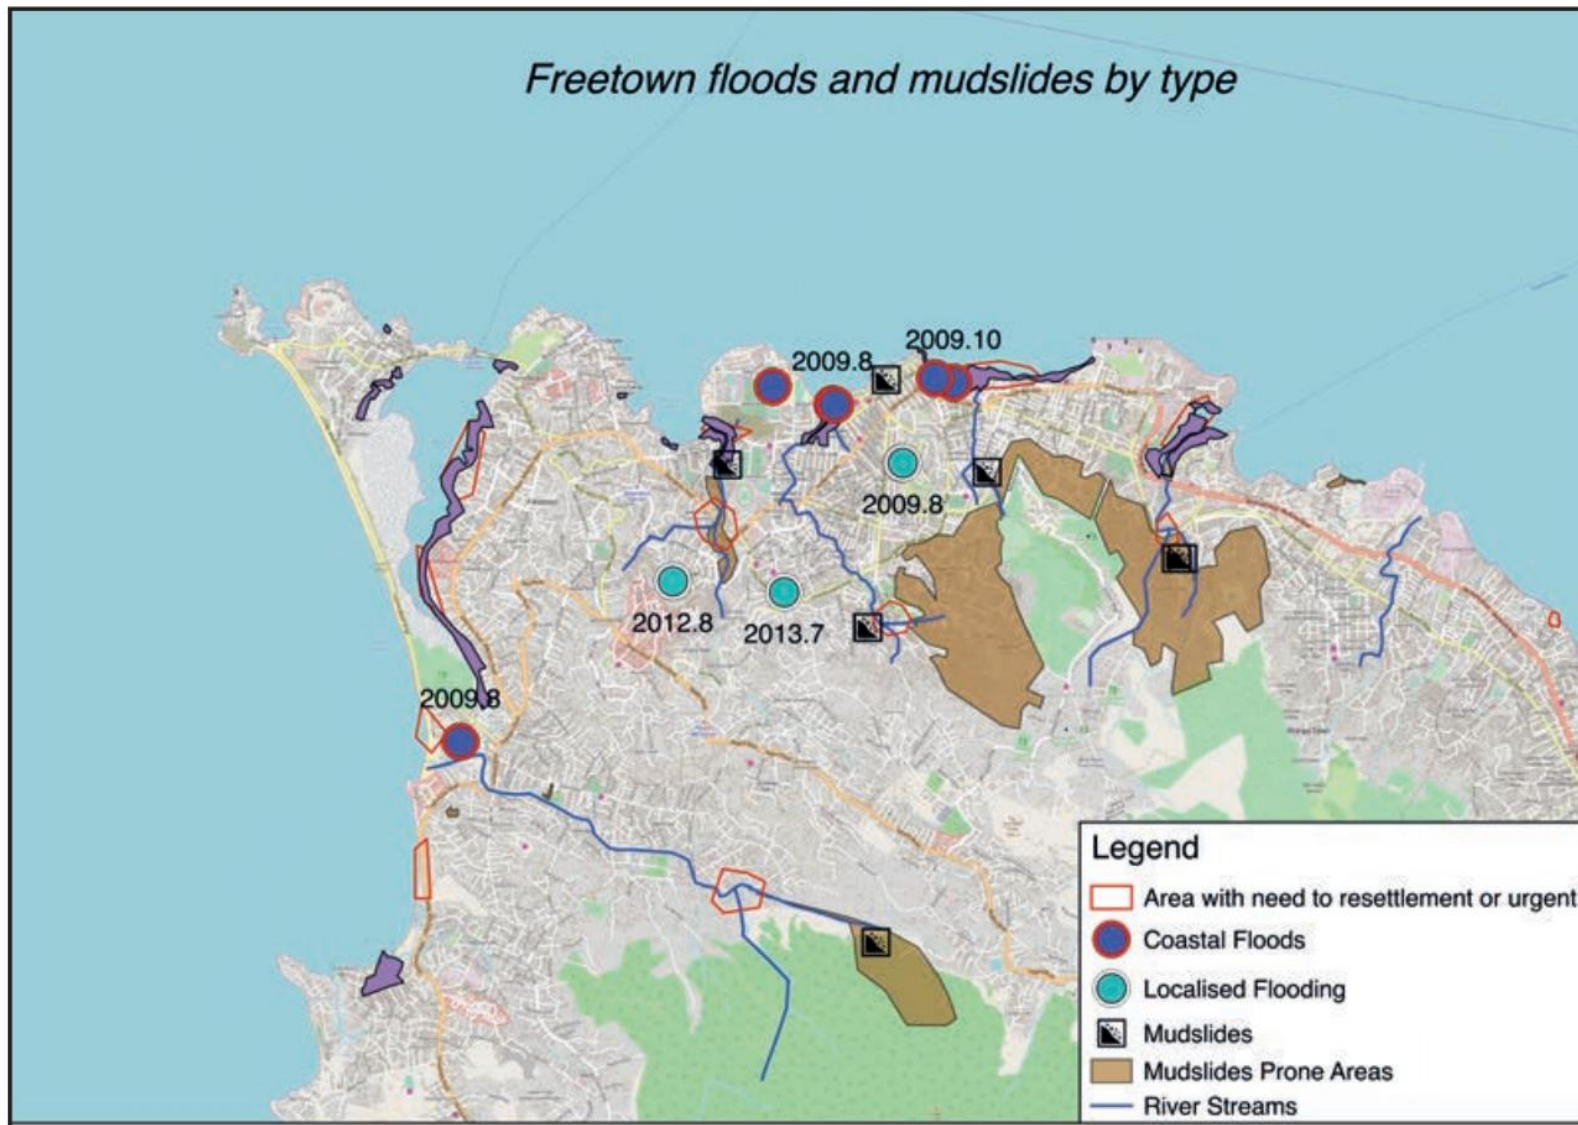 Freetown floods and mudslides by type
2009.10
2009.8
2009.8
2012.8
2013.7
2009.8
Legend
Area with need to resettlement or urgent
Coastal Floods
Localised Flooding
Mudslides
Mudslides Prone Areas
River Streams